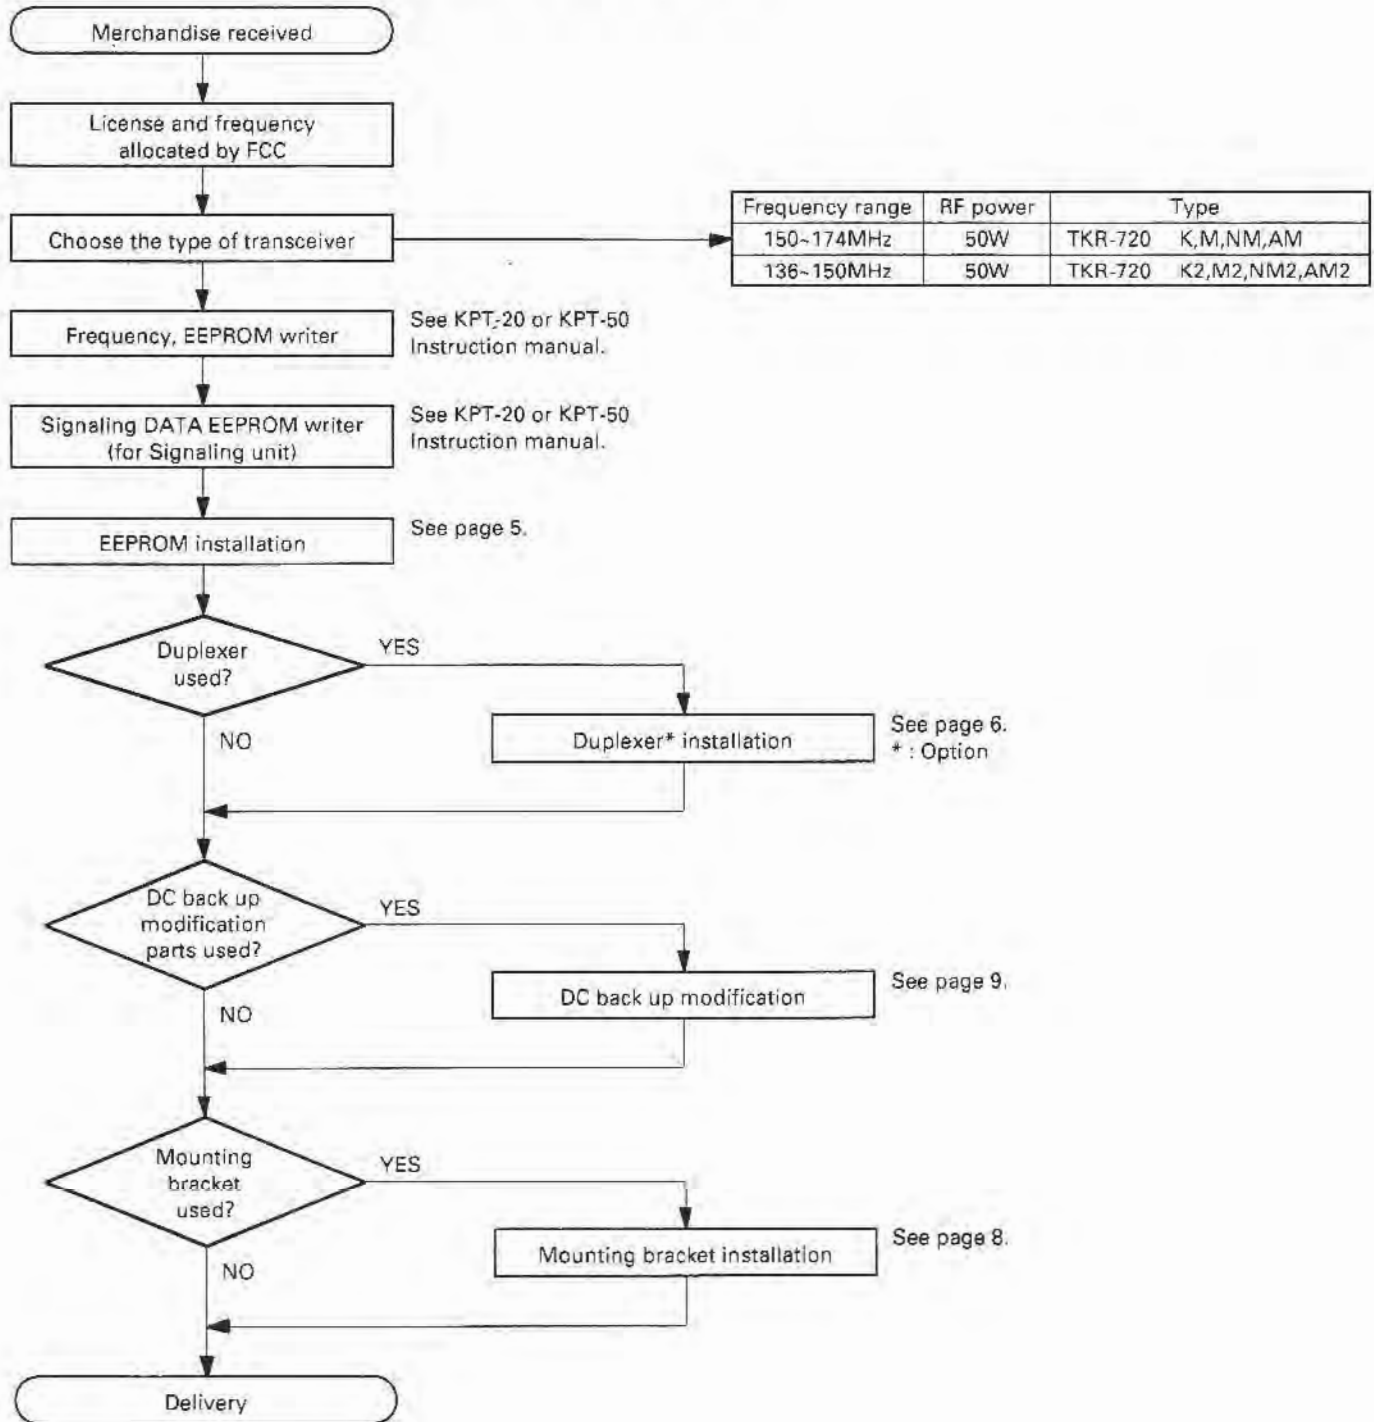 Merchandise received
License and frequency
allocated by FCC
Choose the type of transceiver
Frequency range RF power Type
150~174MHz 50W TKR-720 K,M,NM,AM
136~150MHz 50W TKR-720 K2,M2,NM2,AM2
Frequency, EEPROM writer
See KPT-20 or KPT-50
Instruction manual.
Signaling DATA EEPROM writer
(for Signaling unit)
See KPT-20 or KPT-50
Instruction manual.
EEPROM installation
See page 5.
Duplexer
used?
YES
NO
Duplexer* installation
See page 6.
* : Option
DC back up
modification
parts used?
YES
NO
DC back up modification
See page 9.
Mounting
bracket
used?
YES
NO
Mounting bracket installation
See page 8.
Delivery